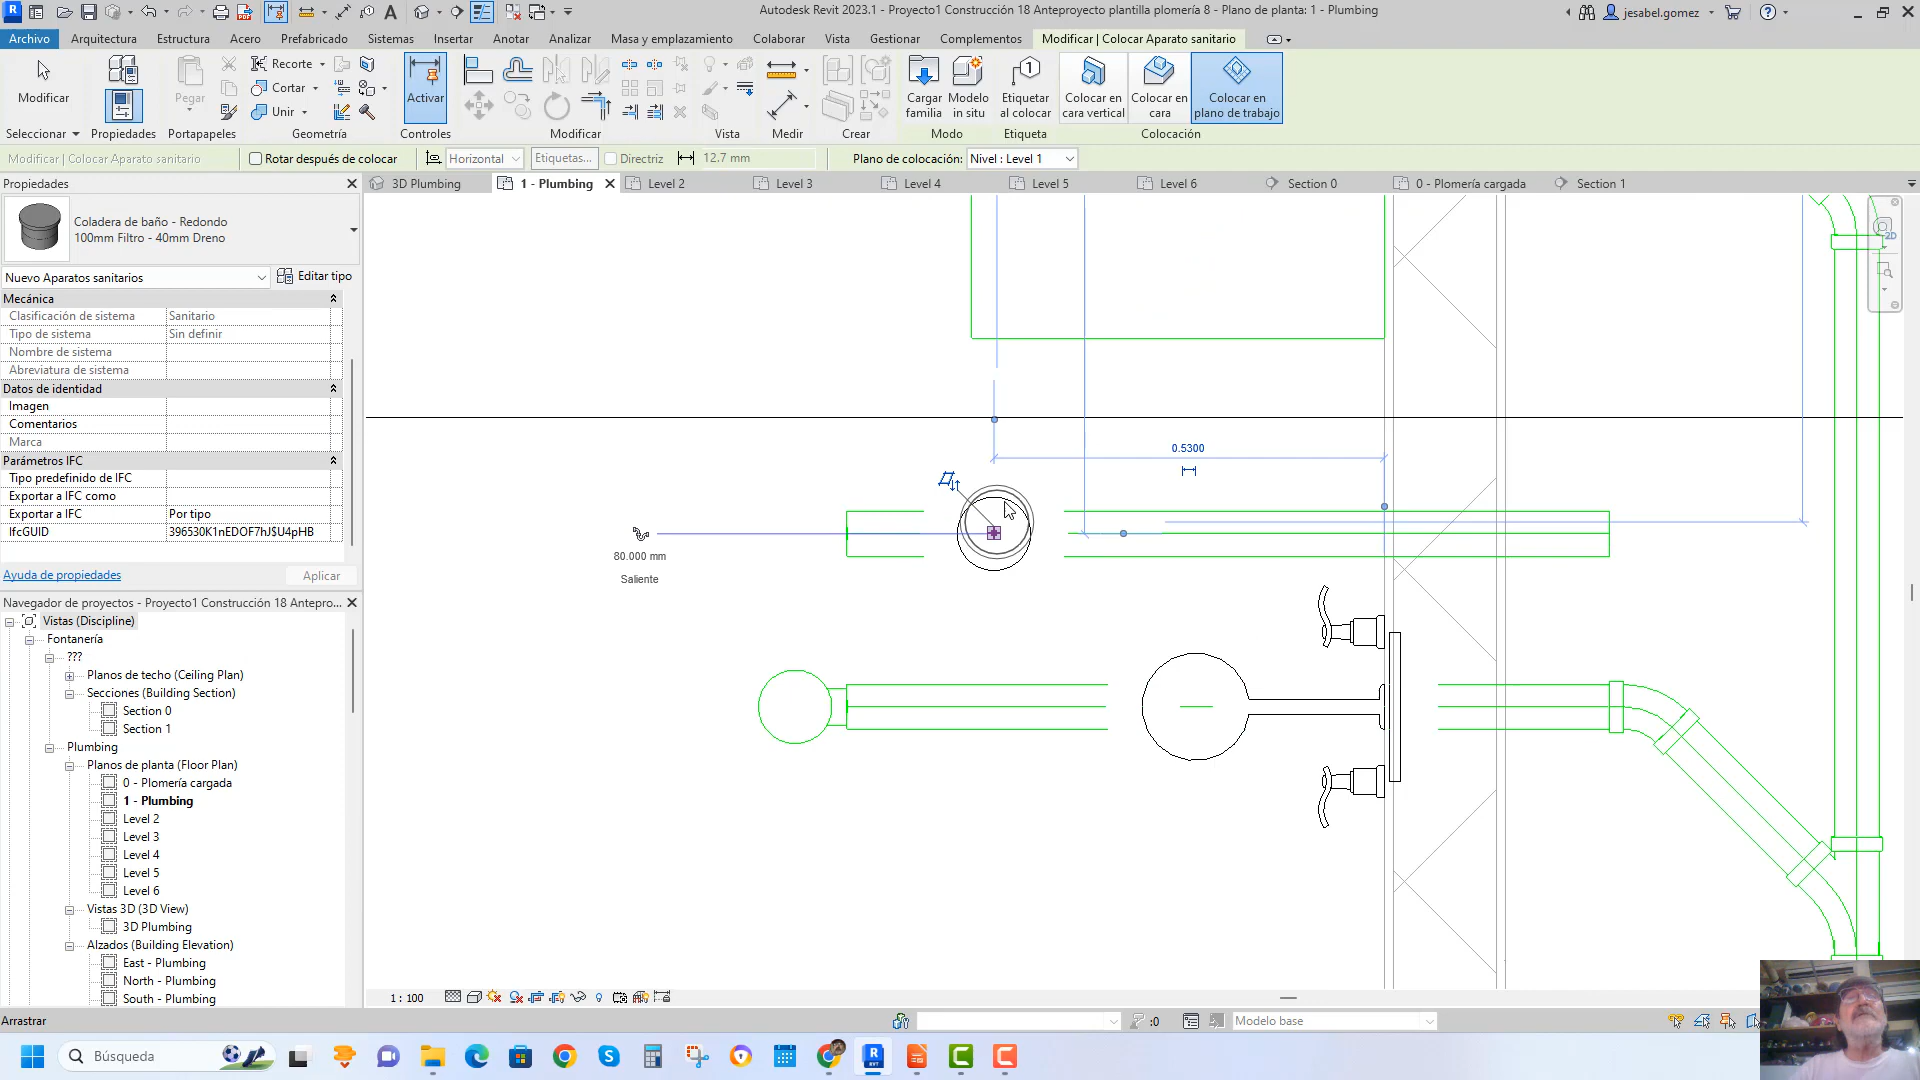 Autodesk Revit 2023.1 - Proyecto1 Construcción 18 Anteproyecto plantilla plomería 8 - Plano de planta: 1 - Plumbing
jesabel.gomez
Archivo
Arquitectura
Estructura
Acero
Prefabricado
Sistemas
Insertar
Anotar
Analizar
Masa y emplazamiento
Colaborar
Vista
Gestionar
Complementos
Modificar | Colocar Aparato sanitario
Modificar
Pegar
Recorte
Cortar
Unir
Activar
Cargar familia
Modelo in situ
Etiquetar al colocar
Colocar en cara vertical
Colocar en cara
Colocar en plano de trabajo
Seleccionar
Propiedades
Portapapeles
Geometría
Controles
Modificar
Vista
Medir
Crear
Modo
Etiqueta
Colocación
Modificar | Colocar Aparato sanitario
Rotar después de colocar
Horizontal
Etiquetas...
Directriz
12.7 mm
Plano de colocación:
Nivel : Level 1
Propiedades
3D Plumbing
1 - Plumbing
Level 2
Level 3
Level 4
Level 5
Level 6
Section 0
0 - Plomería cargada
Section 1
Coladera de baño - Redondo
100mm Filtro - 40mm Dreno
Nuevo Aparatos sanitarios
Editar tipo
Mecánica
Clasificación de sistema Sanitario
Tipo de sistema Sin definir
Nombre de sistema
Abreviatura de sistema
Datos de identidad
Imagen
Comentarios
Marca
Parámetros IFC
Tipo predefinido de IFC
Exportar a IFC como
Exportar a IFC Por tipo
IfcGUID 396530K1nEDOF7hJ$U4pHB
Ayuda de propiedades
Aplicar
Navegador de proyectos - Proyecto1 Construcción 18 Antepro...
Vistas (Discipline)
Fontanería
???
Planos de techo (Ceiling Plan)
Secciones (Building Section)
Section 0
Section 1
Plumbing
Planos de planta (Floor Plan)
0 - Plomería cargada
1 - Plumbing
Level 2
Level 3
Level 4
Level 5
Level 6
Vistas 3D (3D View)
3D Plumbing
Alzados (Building Elevation)
East - Plumbing
North - Plumbing
South - Plumbing
0.5300
80.000 mm
Saliente
2D
1 : 100
Arrastrar
:0
Modelo base
Búsqueda